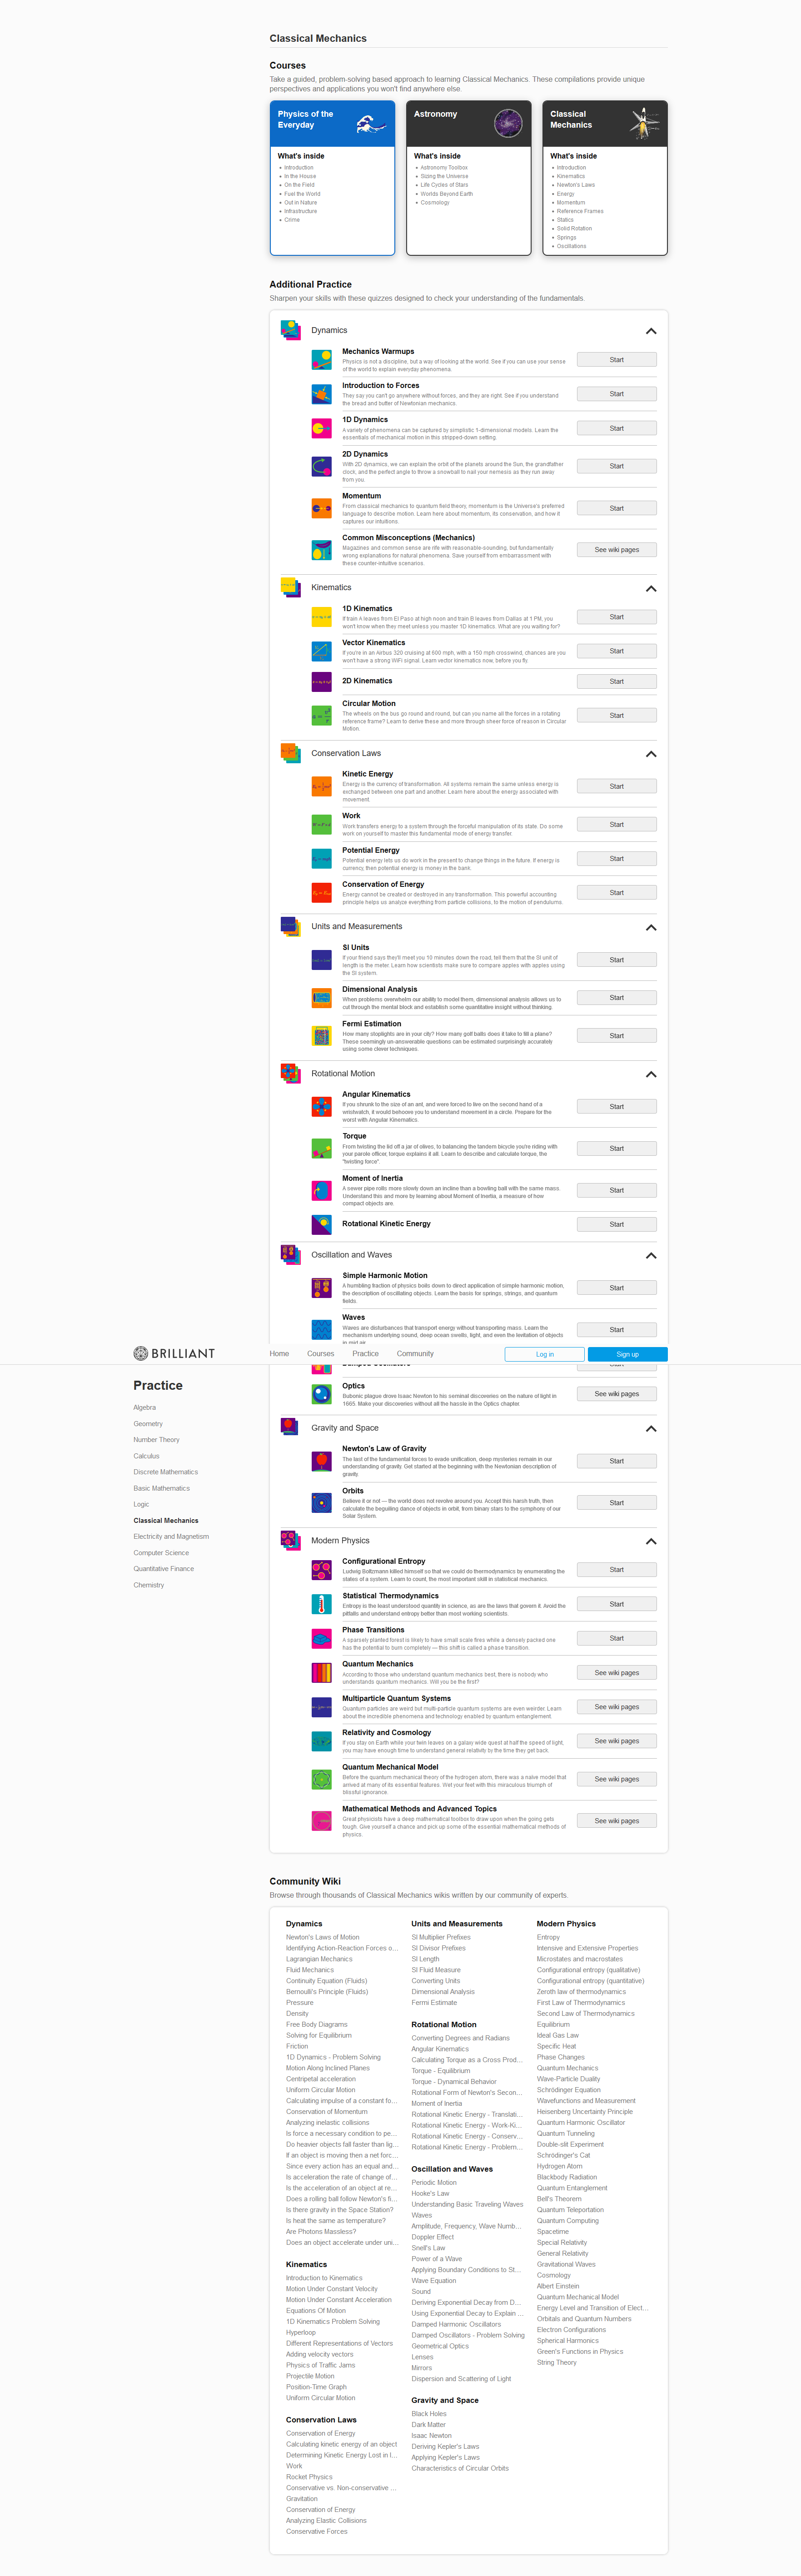 Classical Mechanics
Courses
Take a guided, problem-solving based approach to learning Classical Mechanics. These compilations provide unique
perspectives and applications you won't find anywhere else.
Physics of the
Everyday
What's inside
Introduction
In the House
On the Field
Fuel the World
Out in Nature
Infrastructure
Crime
Astronomy
What's inside
Astronomy Toolbox
Sizing the Universe
Life Cycles of Stars
Worlds Beyond Earth
Cosmology
Classical
Mechanics
What's inside
Introduction
Kinematics
Newton's Laws
Energy
Momentum
Reference Frames
Statics
Solid Rotation
Springs
Oscillations
Additional Practice
Sharpen your skills with these quizzes designed to check your understanding of the fundamentals.
Dynamics
Mechanics Warmups
Physics is not a discipline, but a way of looking at the world. See if you can use your sense
of the world to explain everyday phenomena.
Start
Introduction to Forces
They say you can't go anywhere without forces, and they are right. See if you understand
the bread and butter of Newtonian mechanics.
Start
1D Dynamics
A variety of phenomena can be captured by simplistic 1-dimensional models. Learn the
essentials of mechanical motion in this stripped-down setting.
Start
2D Dynamics
With 2D dynamics, we can explain the orbit of the planets around the Sun, the grandfather
clock, and the perfect angle to throw a snowball to nail your nemesis as they run away
from you.
Start
Momentum
From classical mechanics to quantum field theory, momentum is the Universe's preferred
language to describe motion. Learn here about momentum, its conservation, and how it
captures our intuitions.
Start
Common Misconceptions (Mechanics)
Magazines and common sense are rife with reasonable-sounding, but fundamentally
wrong explanations for natural phenomena. Save yourself from embarrassment with
these counter-intuitive scenarios.
See wiki pages
Kinematics
1D Kinematics
If train A leaves from El Paso at high noon and train B leaves from Dallas at 1 PM, you
won't know when they meet unless you master 1D kinematics. What are you waiting for?
Start
Vector Kinematics
If you're in an Airbus 320 cruising at 600 mph, with a 150 mph crosswind, chances are you
won't have a strong WiFi signal. Learn vector kinematics now, before you fly.
Start
2D Kinematics
Start
Circular Motion
The wheels on the bus go round and round, but can you name all the forces in a rotating
reference frame? Learn to derive these and more through sheer force of reason in Circular
Motion.
Start
Conservation Laws
Kinetic Energy
Energy is the currency of transformation. All systems remain the same unless energy is
exchanged between one part and another. Learn here about the energy associated with
movement.
Start
Work
Work transfers energy to a system through the forceful manipulation of its state. Do some
work on yourself to master this fundamental mode of energy transfer.
Start
Potential Energy
Potential energy lets us do work in the present to change things in the future. If energy is
currency, then potential energy is money in the bank.
Start
Conservation of Energy
Energy cannot be created or destroyed in any transformation. This powerful accounting
principle helps us analyze everything from particle collisions, to the motion of pendulums.
Start
Units and Measurements
SI Units
If your friend says they'll meet you 10 minutes down the road, tell them that the SI unit of
length is the meter. Learn how scientists make sure to compare apples with apples using
the SI system.
Start
Dimensional Analysis
When problems overwhelm our ability to model them, dimensional analysis allows us to
cut through the mental block and establish some quantitative insight without thinking.
Start
Fermi Estimation
How many stoplights are in your city? How many golf balls does it take to fill a plane?
These seemingly un-answerable questions can be estimated surprisingly accurately
using some clever techniques.
Start
Rotational Motion
Angular Kinematics
If you shrunk to the size of an ant, and were forced to live on the second hand of a
wristwatch, it would behoove you to understand movement in a circle. Prepare for the
worst with Angular Kinematics.
Start
Torque
From twisting the lid off a jar of olives, to balancing the tandem bicycle you're riding with
your parole officer, torque explains it all. Learn to describe and calculate torque, the
"twisting force".
Start
Moment of Inertia
A sewer pipe rolls more slowly down an incline than a bowling ball with the same mass.
Understand this and more by learning about Moment of Inertia, a measure of how
compact objects are.
Start
Rotational Kinetic Energy
Start
Oscillation and Waves
Simple Harmonic Motion
A humbling fraction of physics boils down to direct application of simple harmonic motion,
the description of oscillating objects. Learn the basis for springs, strings, and quantum
fields.
Start
Waves
Waves are disturbances that transport energy without transporting mass. Learn the
mechanism underlying sound, deep ocean swells, light, and even the levitation of objects
in mid air.
Start
BRILLIANT
Home
Courses
Practice
Community
Log in
Sign up
Practice
Algebra
Geometry
Number Theory
Calculus
Discrete Mathematics
Basic Mathematics
Logic
Classical Mechanics
Electricity and Magnetism
Computer Science
Quantitative Finance
Chemistry
Damped Oscillators
Start
Optics
Bubonic plague drove Isaac Newton to his seminal discoveries on the nature of light in
1665. Make your discoveries without all the hassle in the Optics chapter.
See wiki pages
Gravity and Space
Newton's Law of Gravity
The last of the fundamental forces to evade unification, deep mysteries remain in our
understanding of gravity. Get started at the beginning with the Newtonian description of
gravity.
Start
Orbits
Believe it or not — the world does not revolve around you. Accept this harsh truth, then
calculate the beguiling dance of objects in orbit, from binary stars to the symphony of our
Solar System.
Start
Modern Physics
Configurational Entropy
Ludwig Boltzmann killed himself so that we could do thermodynamics by enumerating the
states of a system. Learn to count, the most important skill in statistical mechanics.
Start
Statistical Thermodynamics
Entropy is the least understood quantity in science, as are the laws that govern it. Avoid the
pitfalls and understand entropy better than most working scientists.
Start
Phase Transitions
A sparsely planted forest is likely to have small scale fires while a densely packed one
has the potential to burn completely — this shift is called a phase transition.
Start
Quantum Mechanics
According to those who understand quantum mechanics best, there is nobody who
understands quantum mechanics. Will you be the first?
See wiki pages
Multiparticle Quantum Systems
Quantum particles are weird but multi-particle quantum systems are even weirder. Learn
about the incredible phenomena and technology enabled by quantum entanglement.
See wiki pages
Relativity and Cosmology
If you stay on Earth while your twin leaves on a galaxy wide quest at half the speed of light,
you may have enough time to understand general relativity by the time they get back.
See wiki pages
Quantum Mechanical Model
Before the quantum mechanical theory of the hydrogen atom, there was a naive model that
arrived at many of its essential features. Wet your feet with this miraculous triumph of
blissful ignorance.
See wiki pages
Mathematical Methods and Advanced Topics
Great physicists have a deep mathematical toolbox to draw upon when the going gets
tough. Give yourself a chance and pick up some of the essential mathematical methods of
physics.
See wiki pages
Community Wiki
Browse through thousands of Classical Mechanics wikis written by our community of experts.
Dynamics
Newton's Laws of Motion
Identifying Action-Reaction Forces o...
Lagrangian Mechanics
Fluid Mechanics
Continuity Equation (Fluids)
Bernoulli's Principle (Fluids)
Pressure
Density
Free Body Diagrams
Solving for Equilibrium
Friction
1D Dynamics - Problem Solving
Motion Along Inclined Planes
Centripetal acceleration
Uniform Circular Motion
Calculating impulse of a constant fo...
Conservation of Momentum
Analyzing inelastic collisions
Is force a necessary condition to pe...
Do heavier objects fall faster than lig...
If an object is moving then a net forc...
Since every action has an equal and...
Is acceleration the rate of change of...
Is the acceleration of an object at re...
Does a rolling ball follow Newton's fi...
Is there gravity in the Space Station?
Is heat the same as temperature?
Are Photons Massless?
Does an object accelerate under uni...
Kinematics
Introduction to Kinematics
Motion Under Constant Velocity
Motion Under Constant Acceleration
Equations Of Motion
1D Kinematics Problem Solving
Hyperloop
Different Representations of Vectors
Adding velocity vectors
Physics of Traffic Jams
Projectile Motion
Position-Time Graph
Uniform Circular Motion
Conservation Laws
Conservation of Energy
Calculating kinetic energy of an object
Determining Kinetic Energy Lost in I...
Work
Rocket Physics
Conservative vs. Non-conservative ...
Gravitation
Conservation of Energy
Analyzing Elastic Collisions
Conservative Forces
Units and Measurements
SI Multiplier Prefixes
SI Divisor Prefixes
SI Length
SI Fluid Measure
Converting Units
Dimensional Analysis
Fermi Estimate
Rotational Motion
Converting Degrees and Radians
Angular Kinematics
Calculating Torque as a Cross Prod...
Torque - Equilibrium
Torque - Dynamical Behavior
Rotational Form of Newton's Secon...
Moment of Inertia
Rotational Kinetic Energy - Translati...
Rotational Kinetic Energy - Work-Ki...
Rotational Kinetic Energy - Conserv...
Rotational Kinetic Energy - Problem...
Oscillation and Waves
Periodic Motion
Hooke's Law
Understanding Basic Traveling Waves
Waves
Amplitude, Frequency, Wave Numb...
Doppler Effect
Snell's Law
Power of a Wave
Applying Boundary Conditions to St...
Wave Equation
Sound
Deriving Exponential Decay from D...
Using Exponential Decay to Explain ...
Damped Harmonic Oscillators
Damped Oscillators - Problem Solving
Geometrical Optics
Lenses
Mirrors
Dispersion and Scattering of Light
Gravity and Space
Black Holes
Dark Matter
Isaac Newton
Deriving Kepler's Laws
Applying Kepler's Laws
Characteristics of Circular Orbits
Modern Physics
Entropy
Intensive and Extensive Properties
Microstates and macrostates
Configurational entropy (qualitative)
Configurational entropy (quantitative)
Zeroth law of thermodynamics
First Law of Thermodynamics
Second Law of Thermodynamics
Equilibrium
Ideal Gas Law
Specific Heat
Phase Changes
Quantum Mechanics
Wave-Particle Duality
Schrödinger Equation
Wavefunctions and Measurement
Heisenberg Uncertainty Principle
Quantum Harmonic Oscillator
Quantum Tunneling
Double-slit Experiment
Schrödinger's Cat
Hydrogen Atom
Blackbody Radiation
Quantum Entanglement
Bell's Theorem
Quantum Teleportation
Quantum Computing
Spacetime
Special Relativity
General Relativity
Gravitational Waves
Cosmology
Albert Einstein
Quantum Mechanical Model
Energy Level and Transition of Elect...
Orbitals and Quantum Numbers
Electron Configurations
Spherical Harmonics
Green's Functions in Physics
String Theory